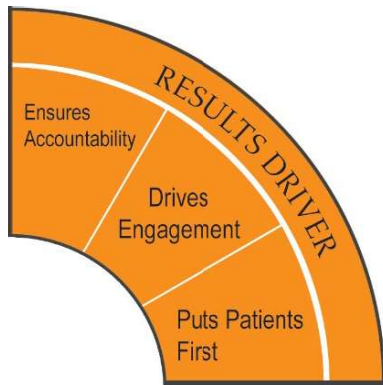 RESULTS DRIVER
Ensures
Accountability
Drives
Engagement
Puts Patients
First